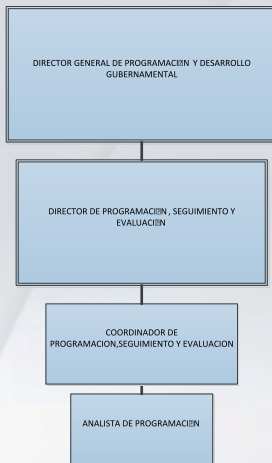 DIRECTOR GENERAL DE PROGRAMACI⍰N Y DESARROLLO
GUBERNAMENTAL
DIRECTOR DE PROGRAMACI⍰N , SEGUIMIENTO Y
EVALUACI⍰N
COORDINADOR DE
PROGRAMACION,SEGUIMIENTO Y EVALUACION
ANALISTA DE PROGRAMACI⍰N